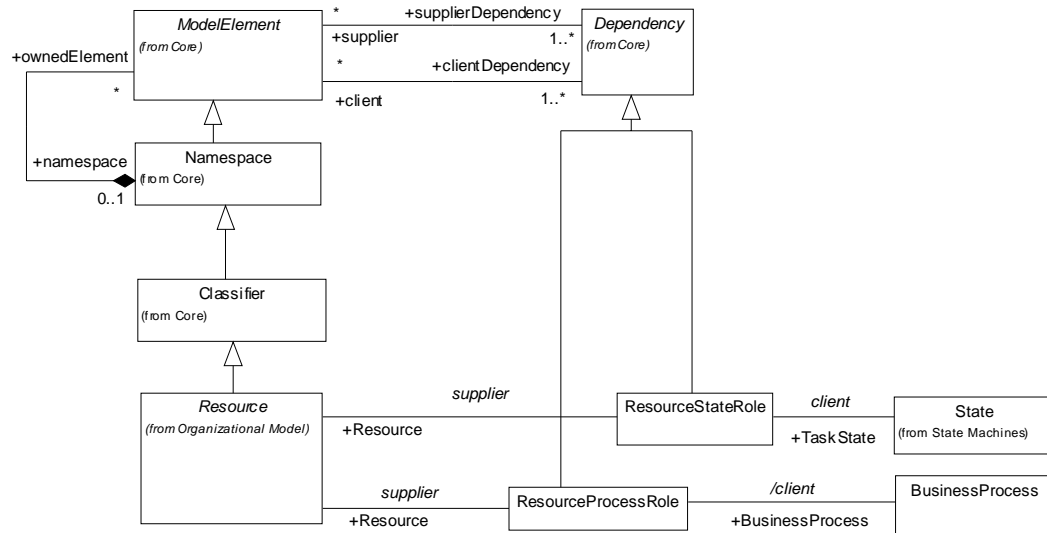 ModelElement
(from Core)
*
+supplierDependency
+supplier
1..*
*
+clientDependency
+client
1..*
Dependency
(from Core)
+ownedElement
*
+namespace
0..1
Namespace
(from Core)
Classifier
(from Core)
Resource
(from Organizational Model)
supplier
+Resource
ResourceStateRole
client
+TaskState
State
(from State Machines)
supplier
+Resource
ResourceProcessRole
/client
+BusinessProcess
BusinessProcess